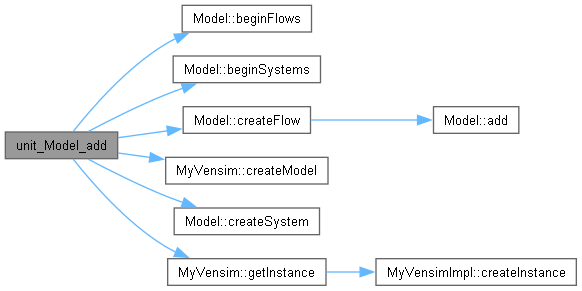 Model::beginFlows
Model::beginSystems
Model::createFlow
Model::add
unit_Model_add
MyVensim::createModel
Model::createSystem
MyVensim::getInstance
MyVensimImpl::createInstance